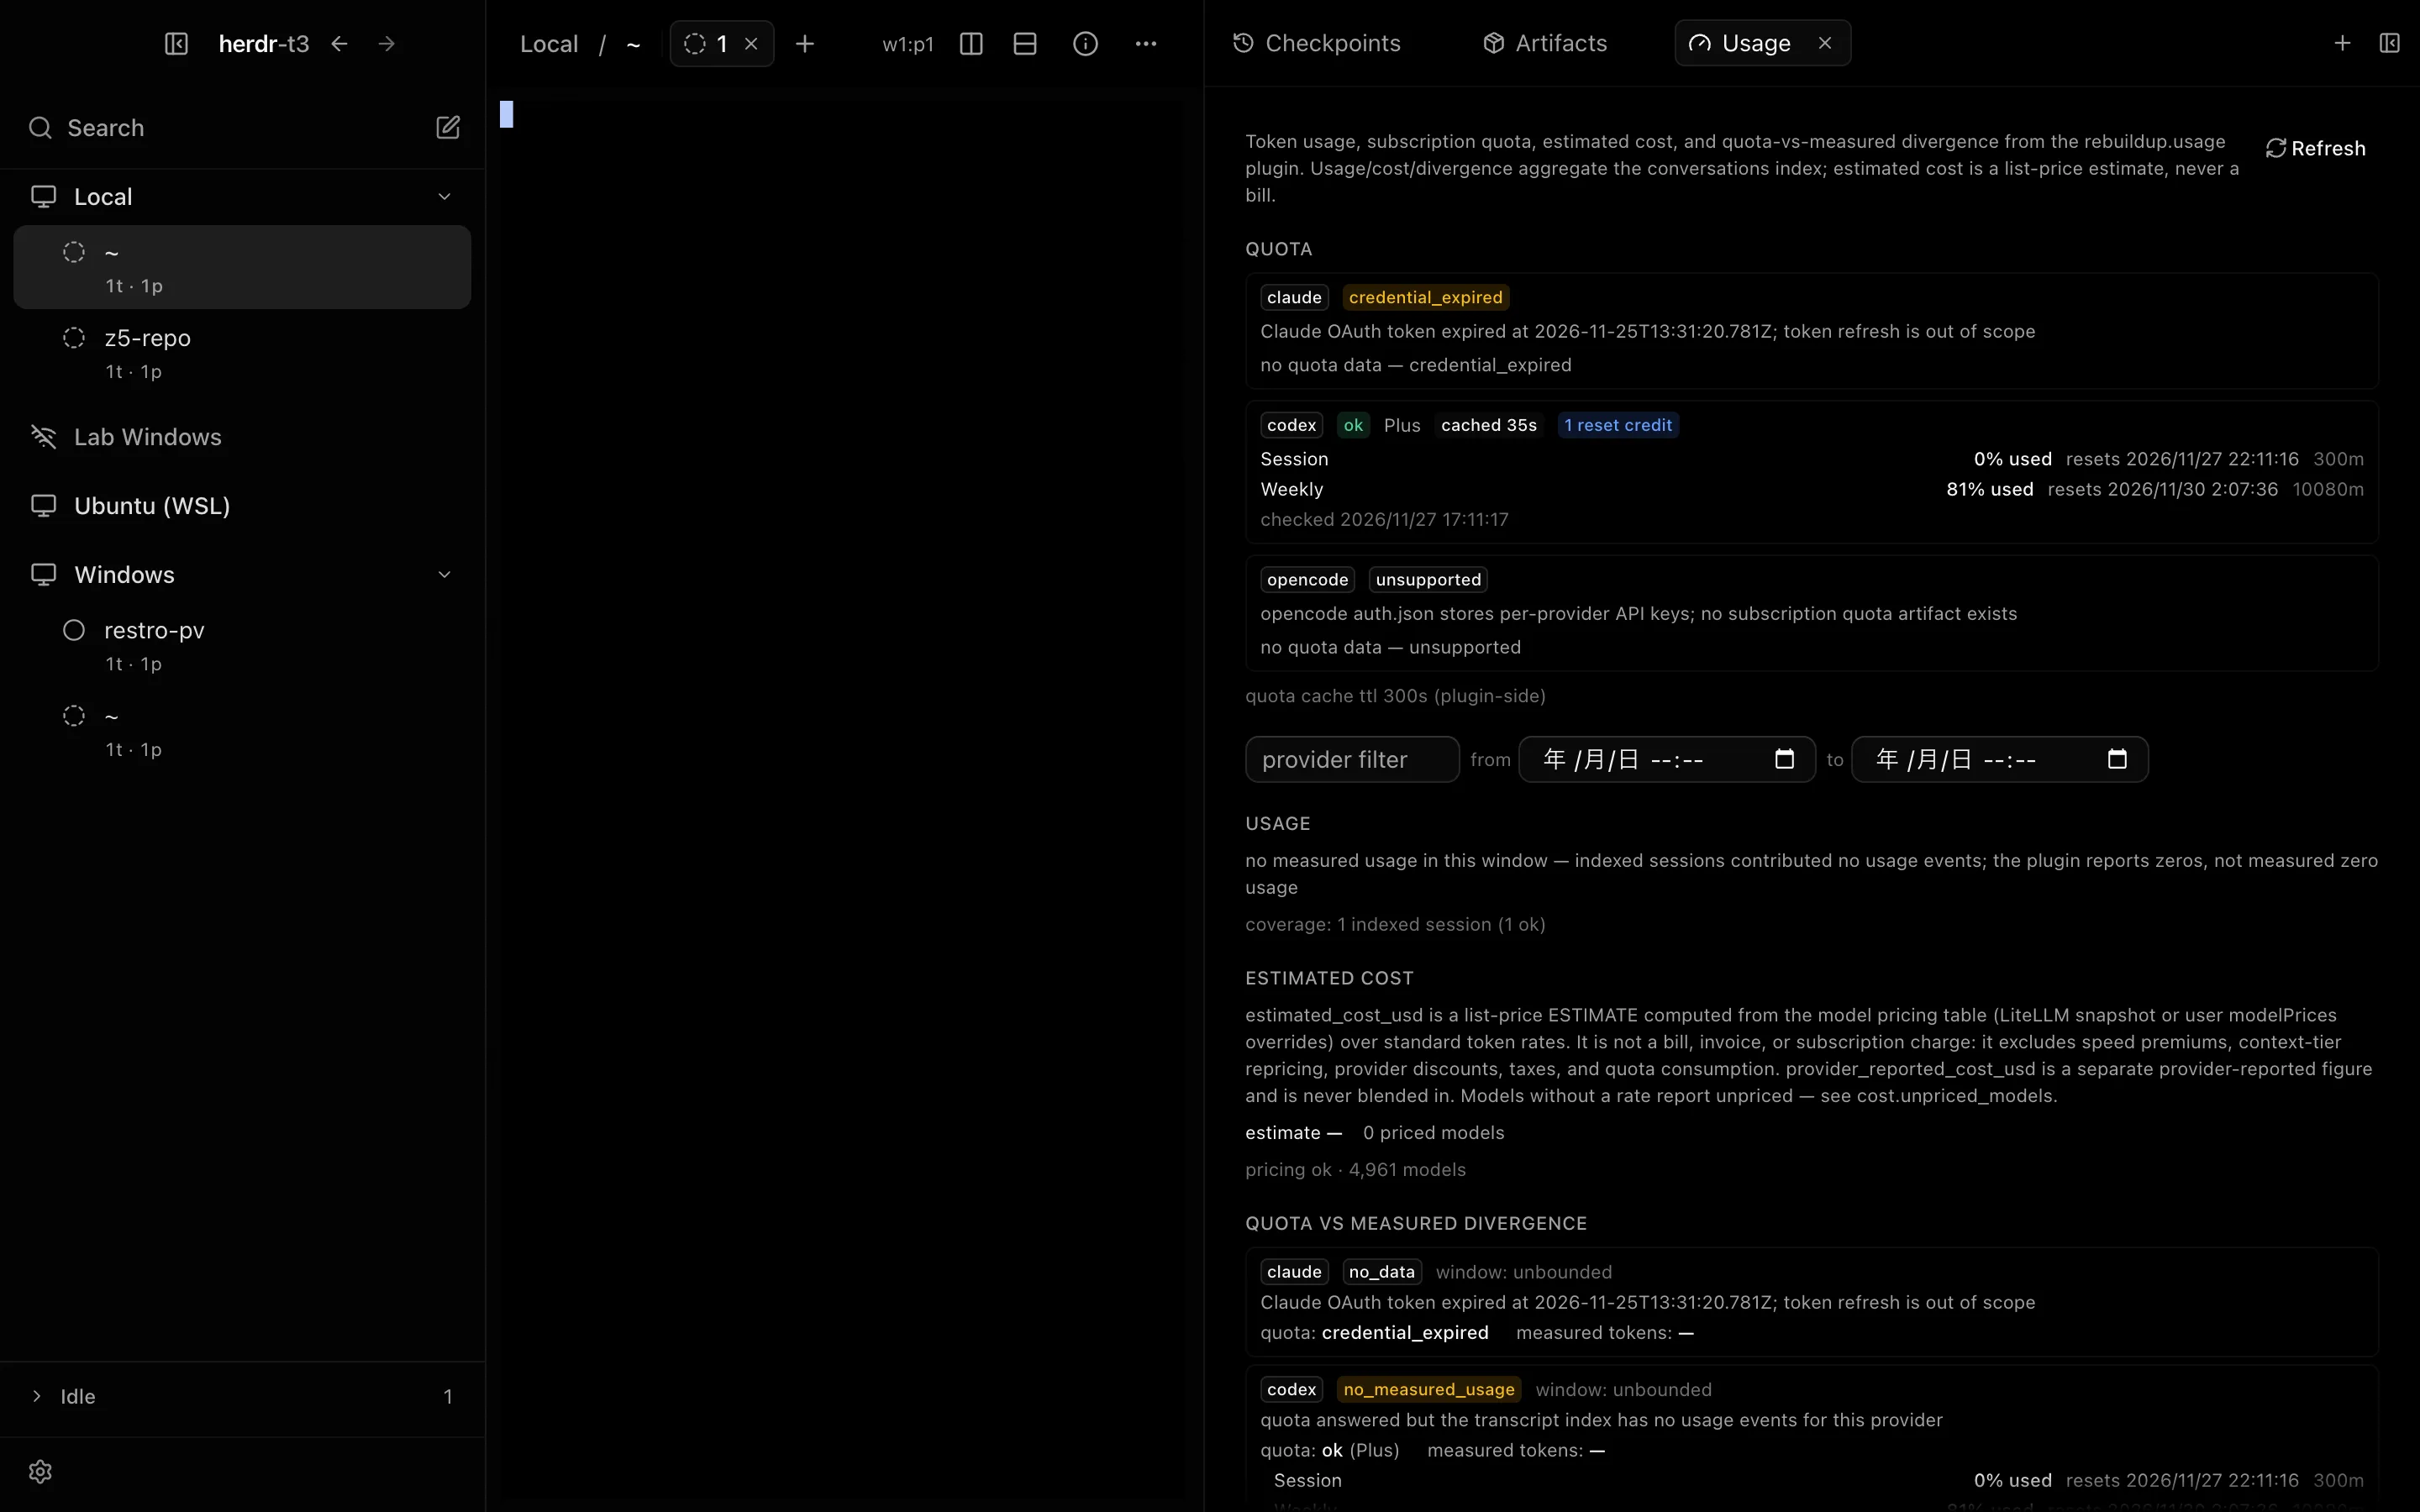 herdr-t3
Search
Local
~
1t · 1p
z5-repo
1t · 1p
Lab Windows
Ubuntu (WSL)
Windows
restro-pv
1t · 1p
~
1t · 1p
Idle 1
Local / ~ 1 w1:p1
Checkpoints Artifacts Usage
Token usage, subscription quota, estimated cost, and quota-vs-measured divergence from the rebuildup.usage
plugin. Usage/cost/divergence aggregate the conversations index; estimated cost is a list-price estimate, never a
bill.
Refresh
QUOTA
claude credential_expired
Claude OAuth token expired at 2026-11-25T13:31:20.781Z; token refresh is out of scope
no quota data — credential_expired
codex ok Plus cached 35s 1 reset credit
Session 0% used resets 2026/11/27 22:11:16 300m
Weekly 81% used resets 2026/11/30 2:07:36 10080m
checked 2026/11/27 17:11:17
opencode unsupported
opencode auth.json stores per-provider API keys; no subscription quota artifact exists
no quota data — unsupported
quota cache ttl 300s (plugin-side)
provider filter from 年 /月/日 --:-- to 年 /月/日 --:--
USAGE
no measured usage in this window — indexed sessions contributed no usage events; the plugin reports zeros, not measured zero
usage
coverage: 1 indexed session (1 ok)
ESTIMATED COST
estimated_cost_usd is a list-price ESTIMATE computed from the model pricing table (LiteLLM snapshot or user modelPrices
overrides) over standard token rates. It is not a bill, invoice, or subscription charge: it excludes speed premiums, context-tier
repricing, provider discounts, taxes, and quota consumption. provider_reported_cost_usd is a separate provider-reported figure
and is never blended in. Models without a rate report unpriced — see cost.unpriced_models.
estimate — 0 priced models
pricing ok · 4,961 models
QUOTA VS MEASURED DIVERGENCE
claude no_data window: unbounded
Claude OAuth token expired at 2026-11-25T13:31:20.781Z; token refresh is out of scope
quota: credential_expired measured tokens: —
codex no_measured_usage window: unbounded
quota answered but the transcript index has no usage events for this provider
quota: ok (Plus) measured tokens: —
Session 0% used resets 2026/11/27 22:11:16 300m